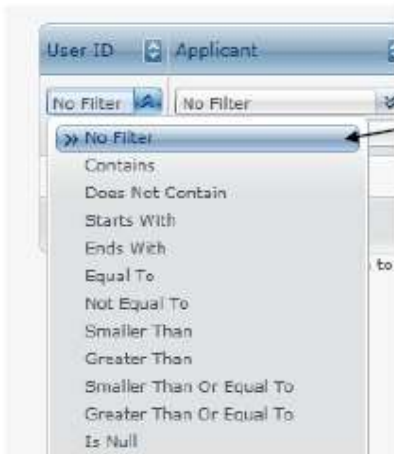 User ID Applicant
No Filter No Filter
» No Filter
Contains
Does Not Contain
Starts With
Ends With
to
Equal To
Not Equal To
Smaller Than
Greater Than
Smaller Than Or Equal To
Greater Than Or Equal To
Is Null